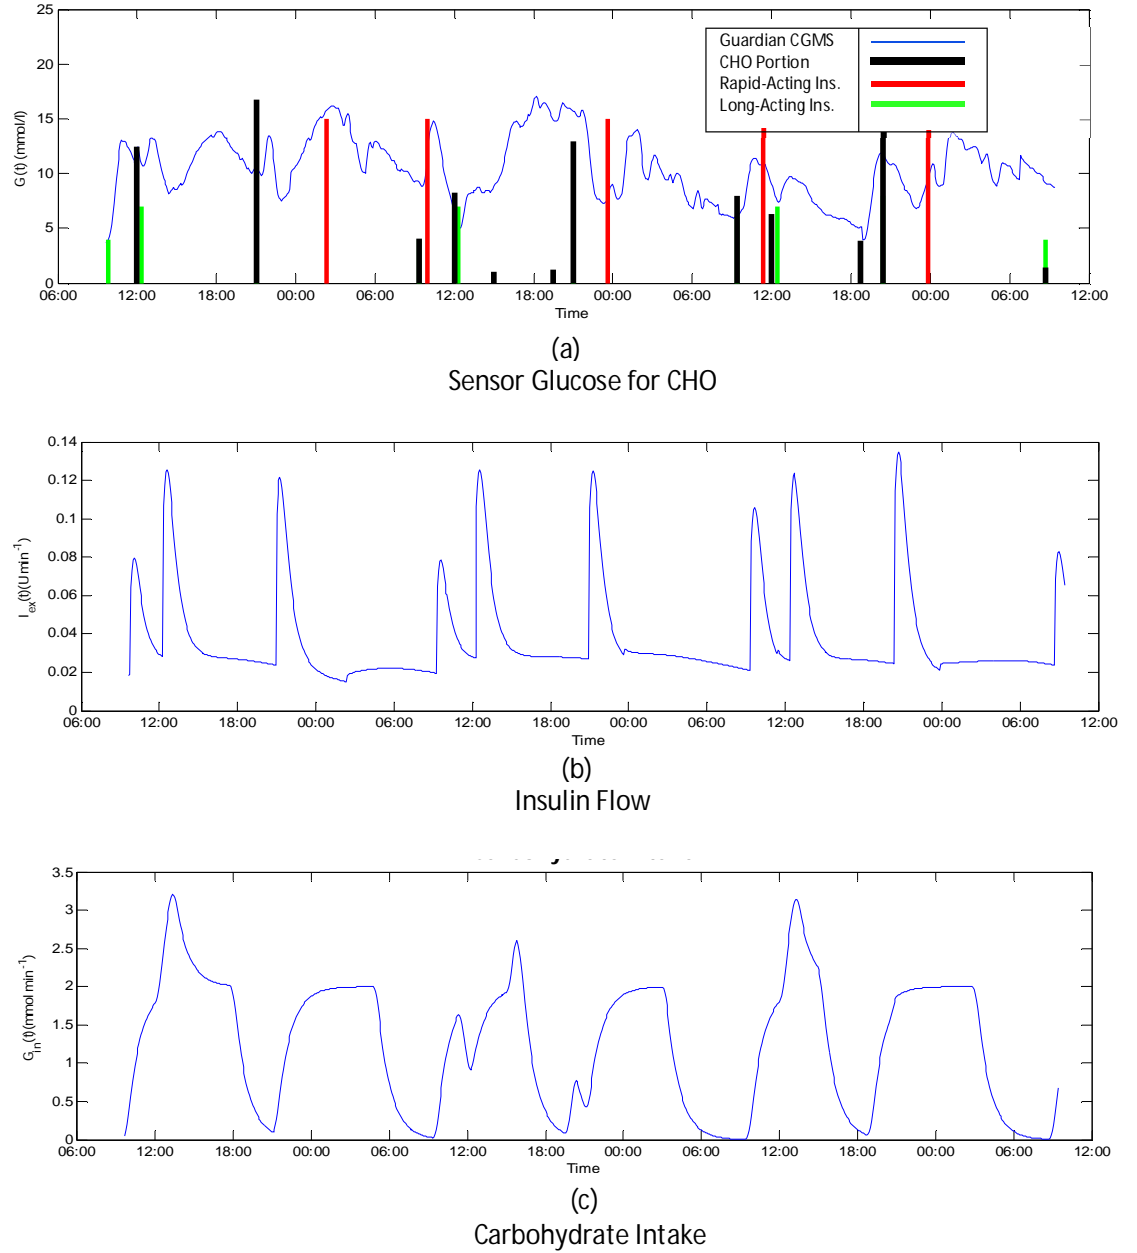 25
20
15
10
5
0
G (t) (mmol/l)
Guardian CGMS
CHO Portion
Rapid-Acting Ins.
Long-Acting Ins.
06:00 12:00 18:00 00:00 06:00 12:00 18:00 00:00 06:00 12:00 18:00 00:00 06:00 12:00
Time
(a)
Sensor Glucose for CHO
0.14
0.12
0.1
0.08
0.06
0.04
0.02
0
I_ex(t)(Umin^-1)
06:00 12:00 18:00 00:00 06:00 12:00 18:00 00:00 06:00 12:00 18:00 00:00 06:00 12:00
Time
(b)
Insulin Flow
3.5
3
2.5
2
1.5
1
0.5
0
G_in(t)(mmol min^-1)
06:00 12:00 18:00 00:00 06:00 12:00 18:00 00:00 06:00 12:00 18:00 00:00 06:00 12:00
Time
(c)
Carbohydrate Intake